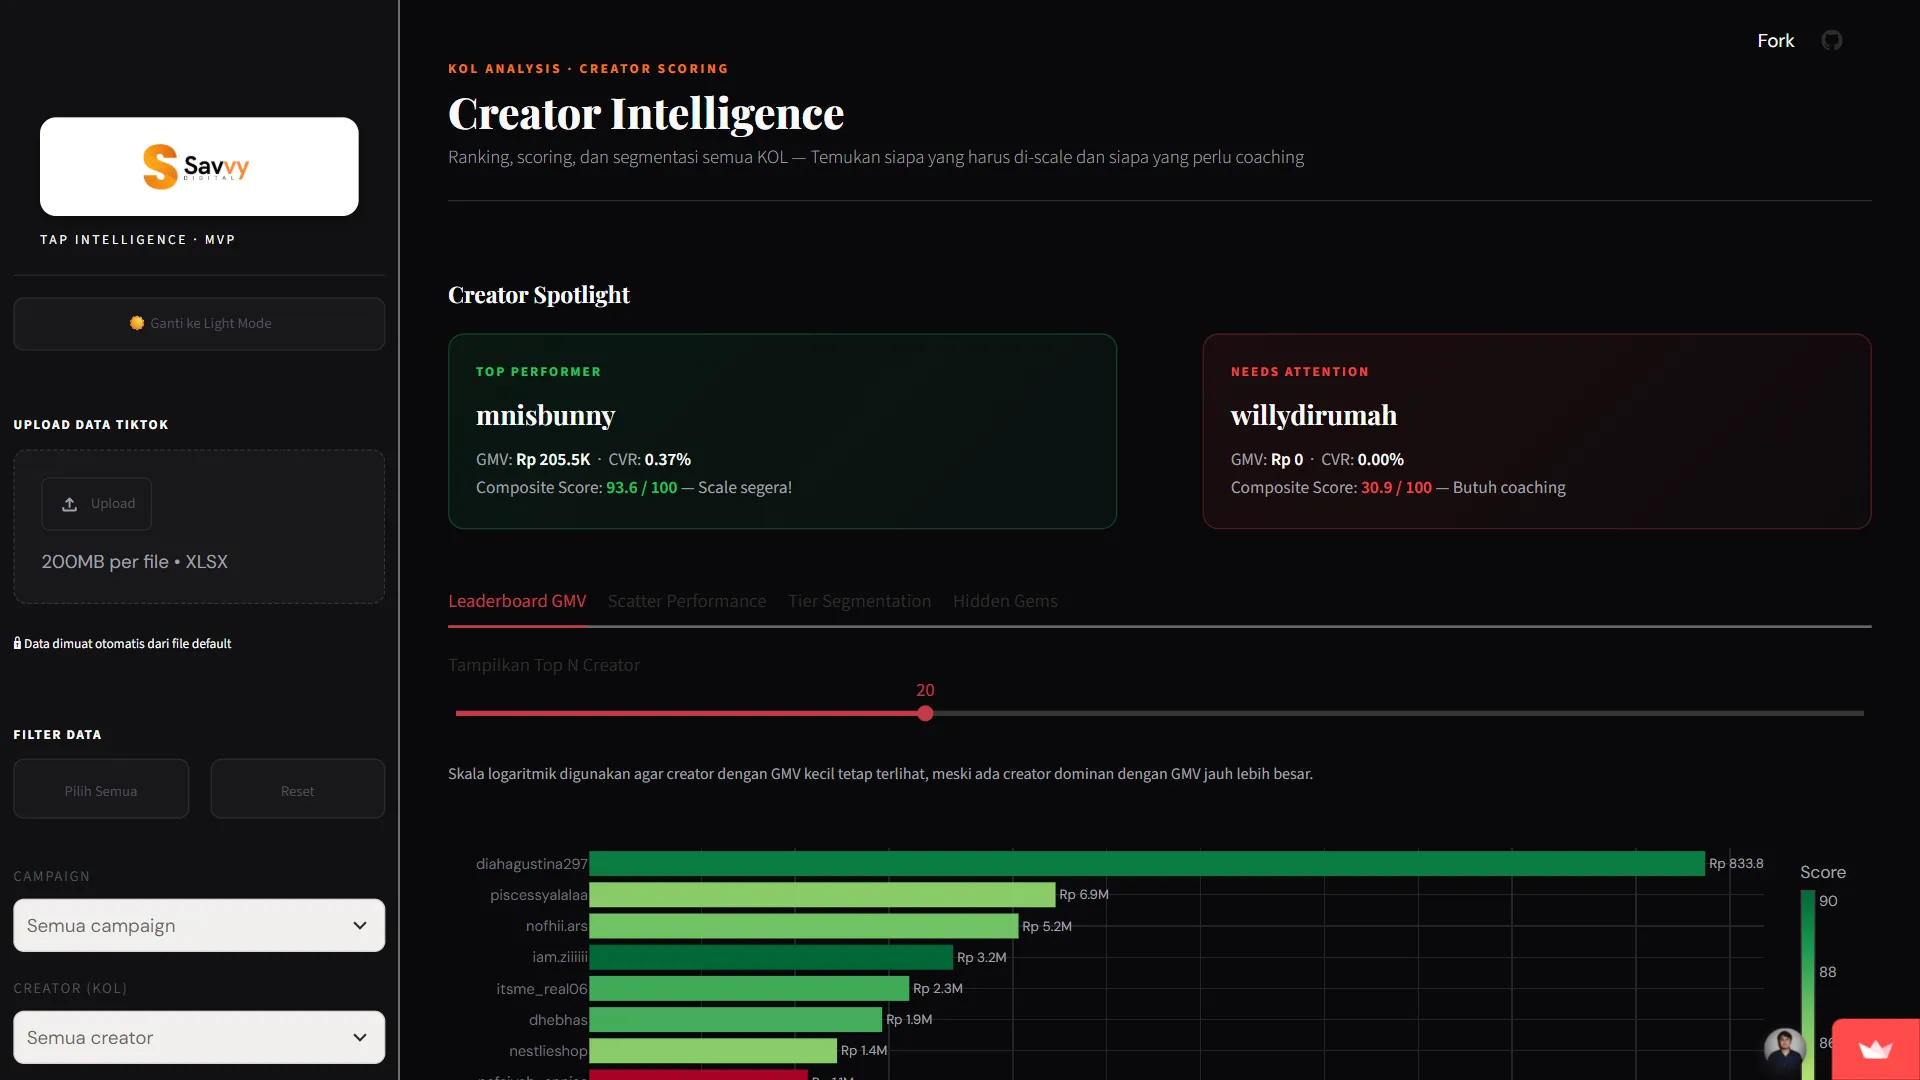 Savvy
DIGITAL
TAP INTELLIGENCE · MVP
Ganti ke Light Mode
UPLOAD DATA TIKTOK
Upload
200MB per file • XLSX
Data dimuat otomatis dari file default
FILTER DATA
Pilih Semua
Reset
CAMPAIGN
Semua campaign
CREATOR (KOL)
Semua creator
Fork
KOL ANALYSIS · CREATOR SCORING
Creator Intelligence
Ranking, scoring, dan segmentasi semua KOL — Temukan siapa yang harus di-scale dan siapa yang perlu coaching
Creator Spotlight
TOP PERFORMER
mnisbunny
GMV: Rp 205.5K · CVR: 0.37%
Composite Score: 93.6 / 100 — Scale segera!
NEEDS ATTENTION
willydirumah
GMV: Rp 0 · CVR: 0.00%
Composite Score: 30.9 / 100 — Butuh coaching
Leaderboard GMV
Scatter Performance
Tier Segmentation
Hidden Gems
Tampilkan Top N Creator
20
Skala logaritmik digunakan agar creator dengan GMV kecil tetap terlihat, meski ada creator dominan dengan GMV jauh lebih besar.
diahagustina297 Rp 833.8
piscessyalalaa Rp 6.9M
nofhii.ars Rp 5.2M
iam.ziiiiii Rp 3.2M
itsme_real06 Rp 2.3M
dhebhas Rp 1.9M
nestlieshop Rp 1.4M
Score
90
88